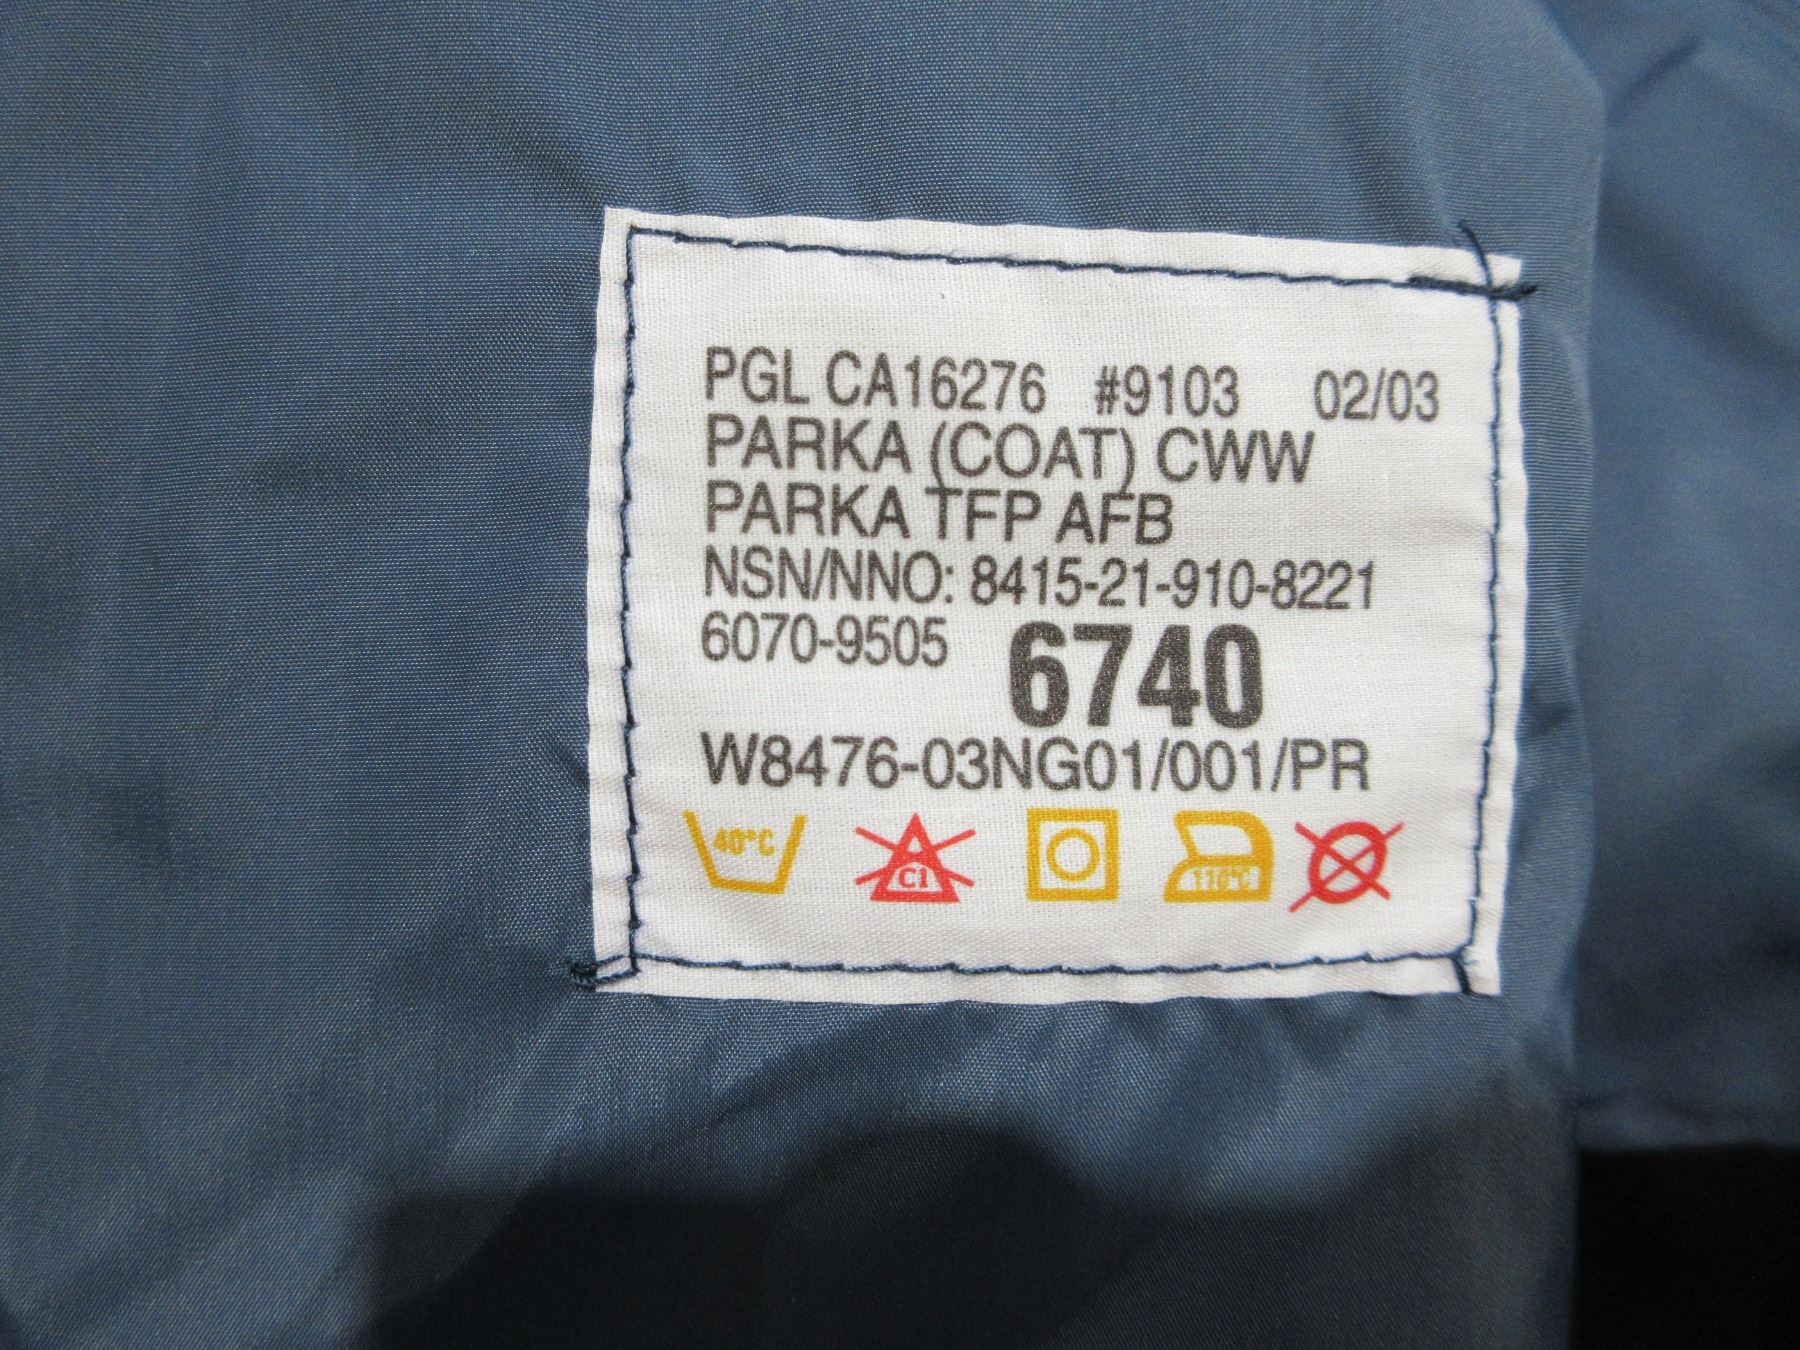 PGL CA16276 #9103 02/03
PARKA (COAT) CWW
PARKA TFP AFB
NSN/NNO: 8415-21-910-8221
6070-9505 6740
W8476-03NG01/001/PR
40°C C1 110°C